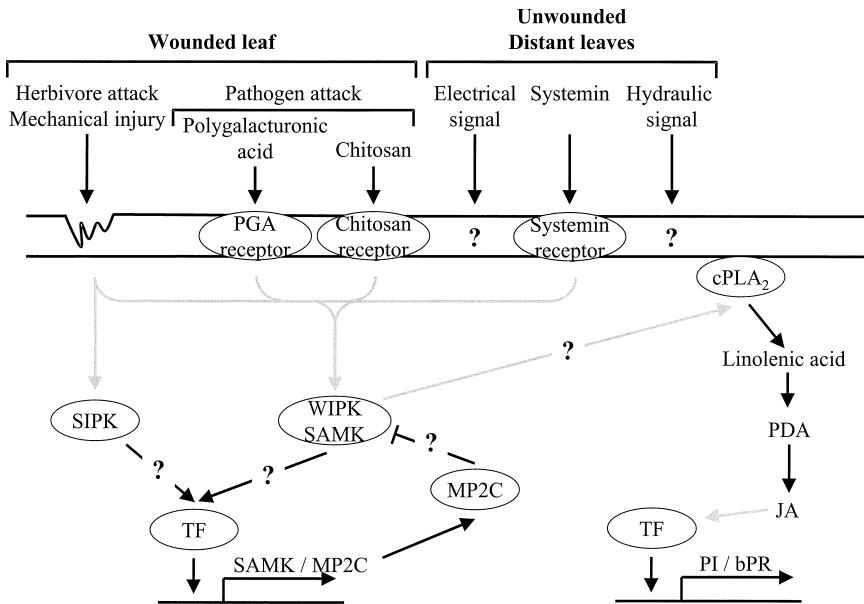 Wounded leaf
Unwounded
Distant leaves
Herbivore attack
Mechanical injury
Pathogen attack
Polygalacturonic
acid
Chitosan
Electrical
signal
Systemin
Hydraulic
signal
PGA
receptor
Chitosan
receptor
?
Systemin
receptor
?
cPLA₂
?
Linolenic acid
SIPK
WIPK
SAMK
PDA
?
?
?
MP2C
JA
TF
TF
SAMK / MP2C
PI / bPR